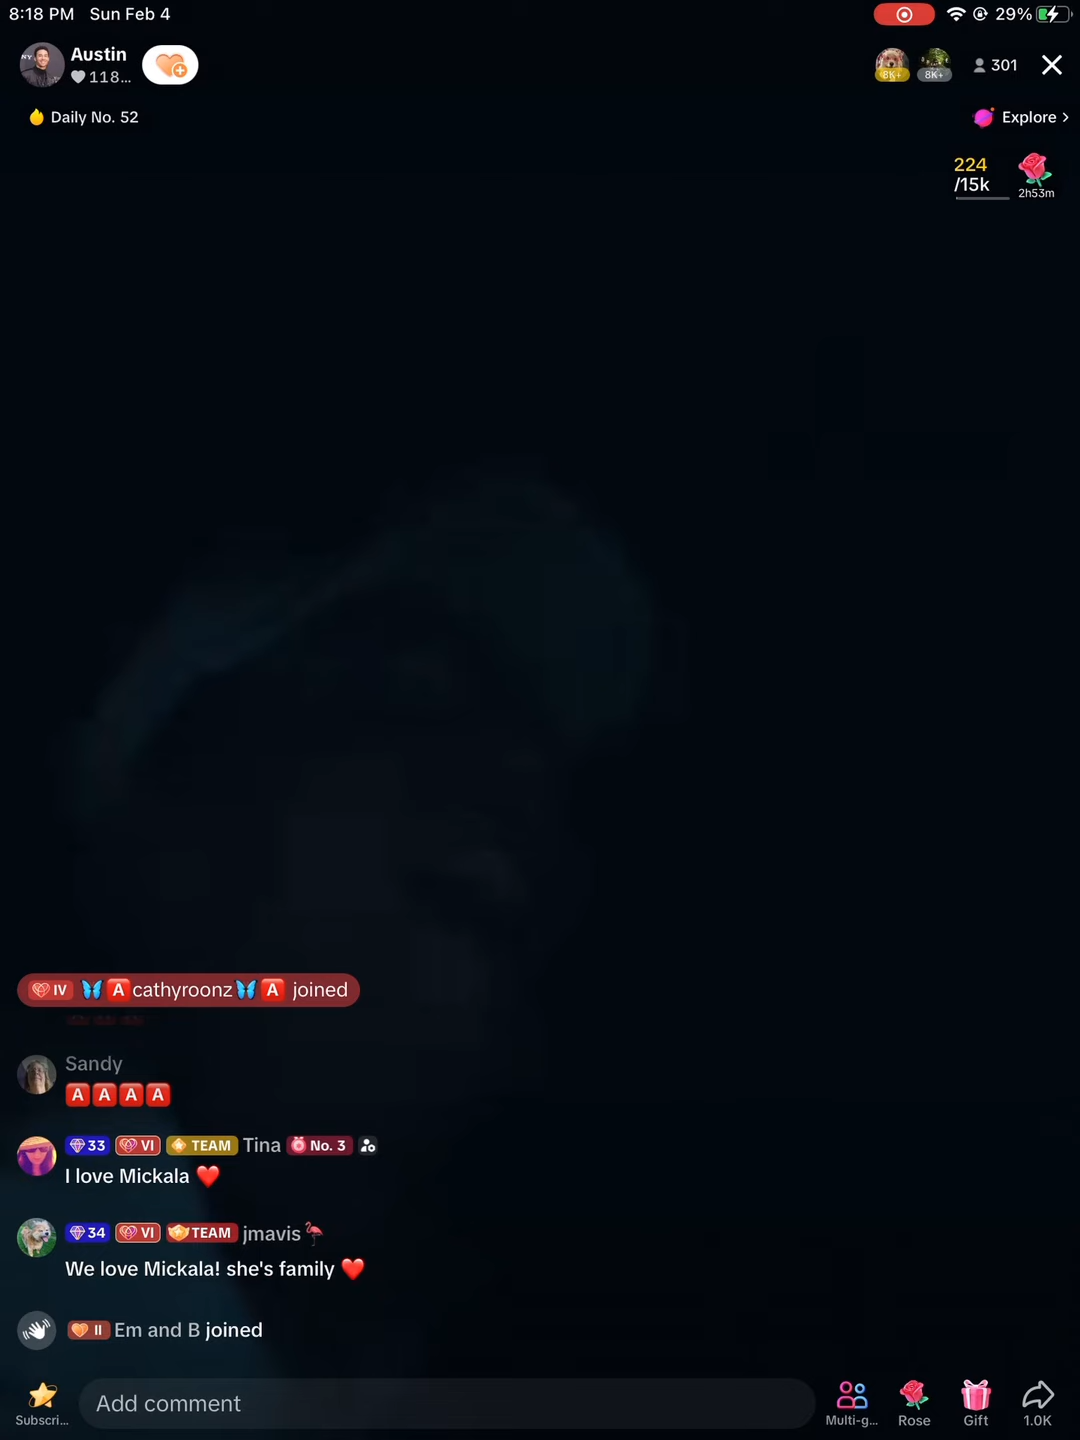 8:18 PM Sun Feb 4
29%
Austin
118...
8K+
8K+
301
Daily No. 52
Explore >
224
/15k
2h53m
IV 🦋🅰cathyroonz🦋🅰 joined
Sandy
🅰🅰🅰🅰
33 VI TEAM Tina No. 3
I love Mickala ❤️
34 VI TEAM jmavis🦩
We love Mickala! she's family ❤️
II Em and B joined
Add comment
Subscri...
Multi-g...
Rose
Gift
1.0K